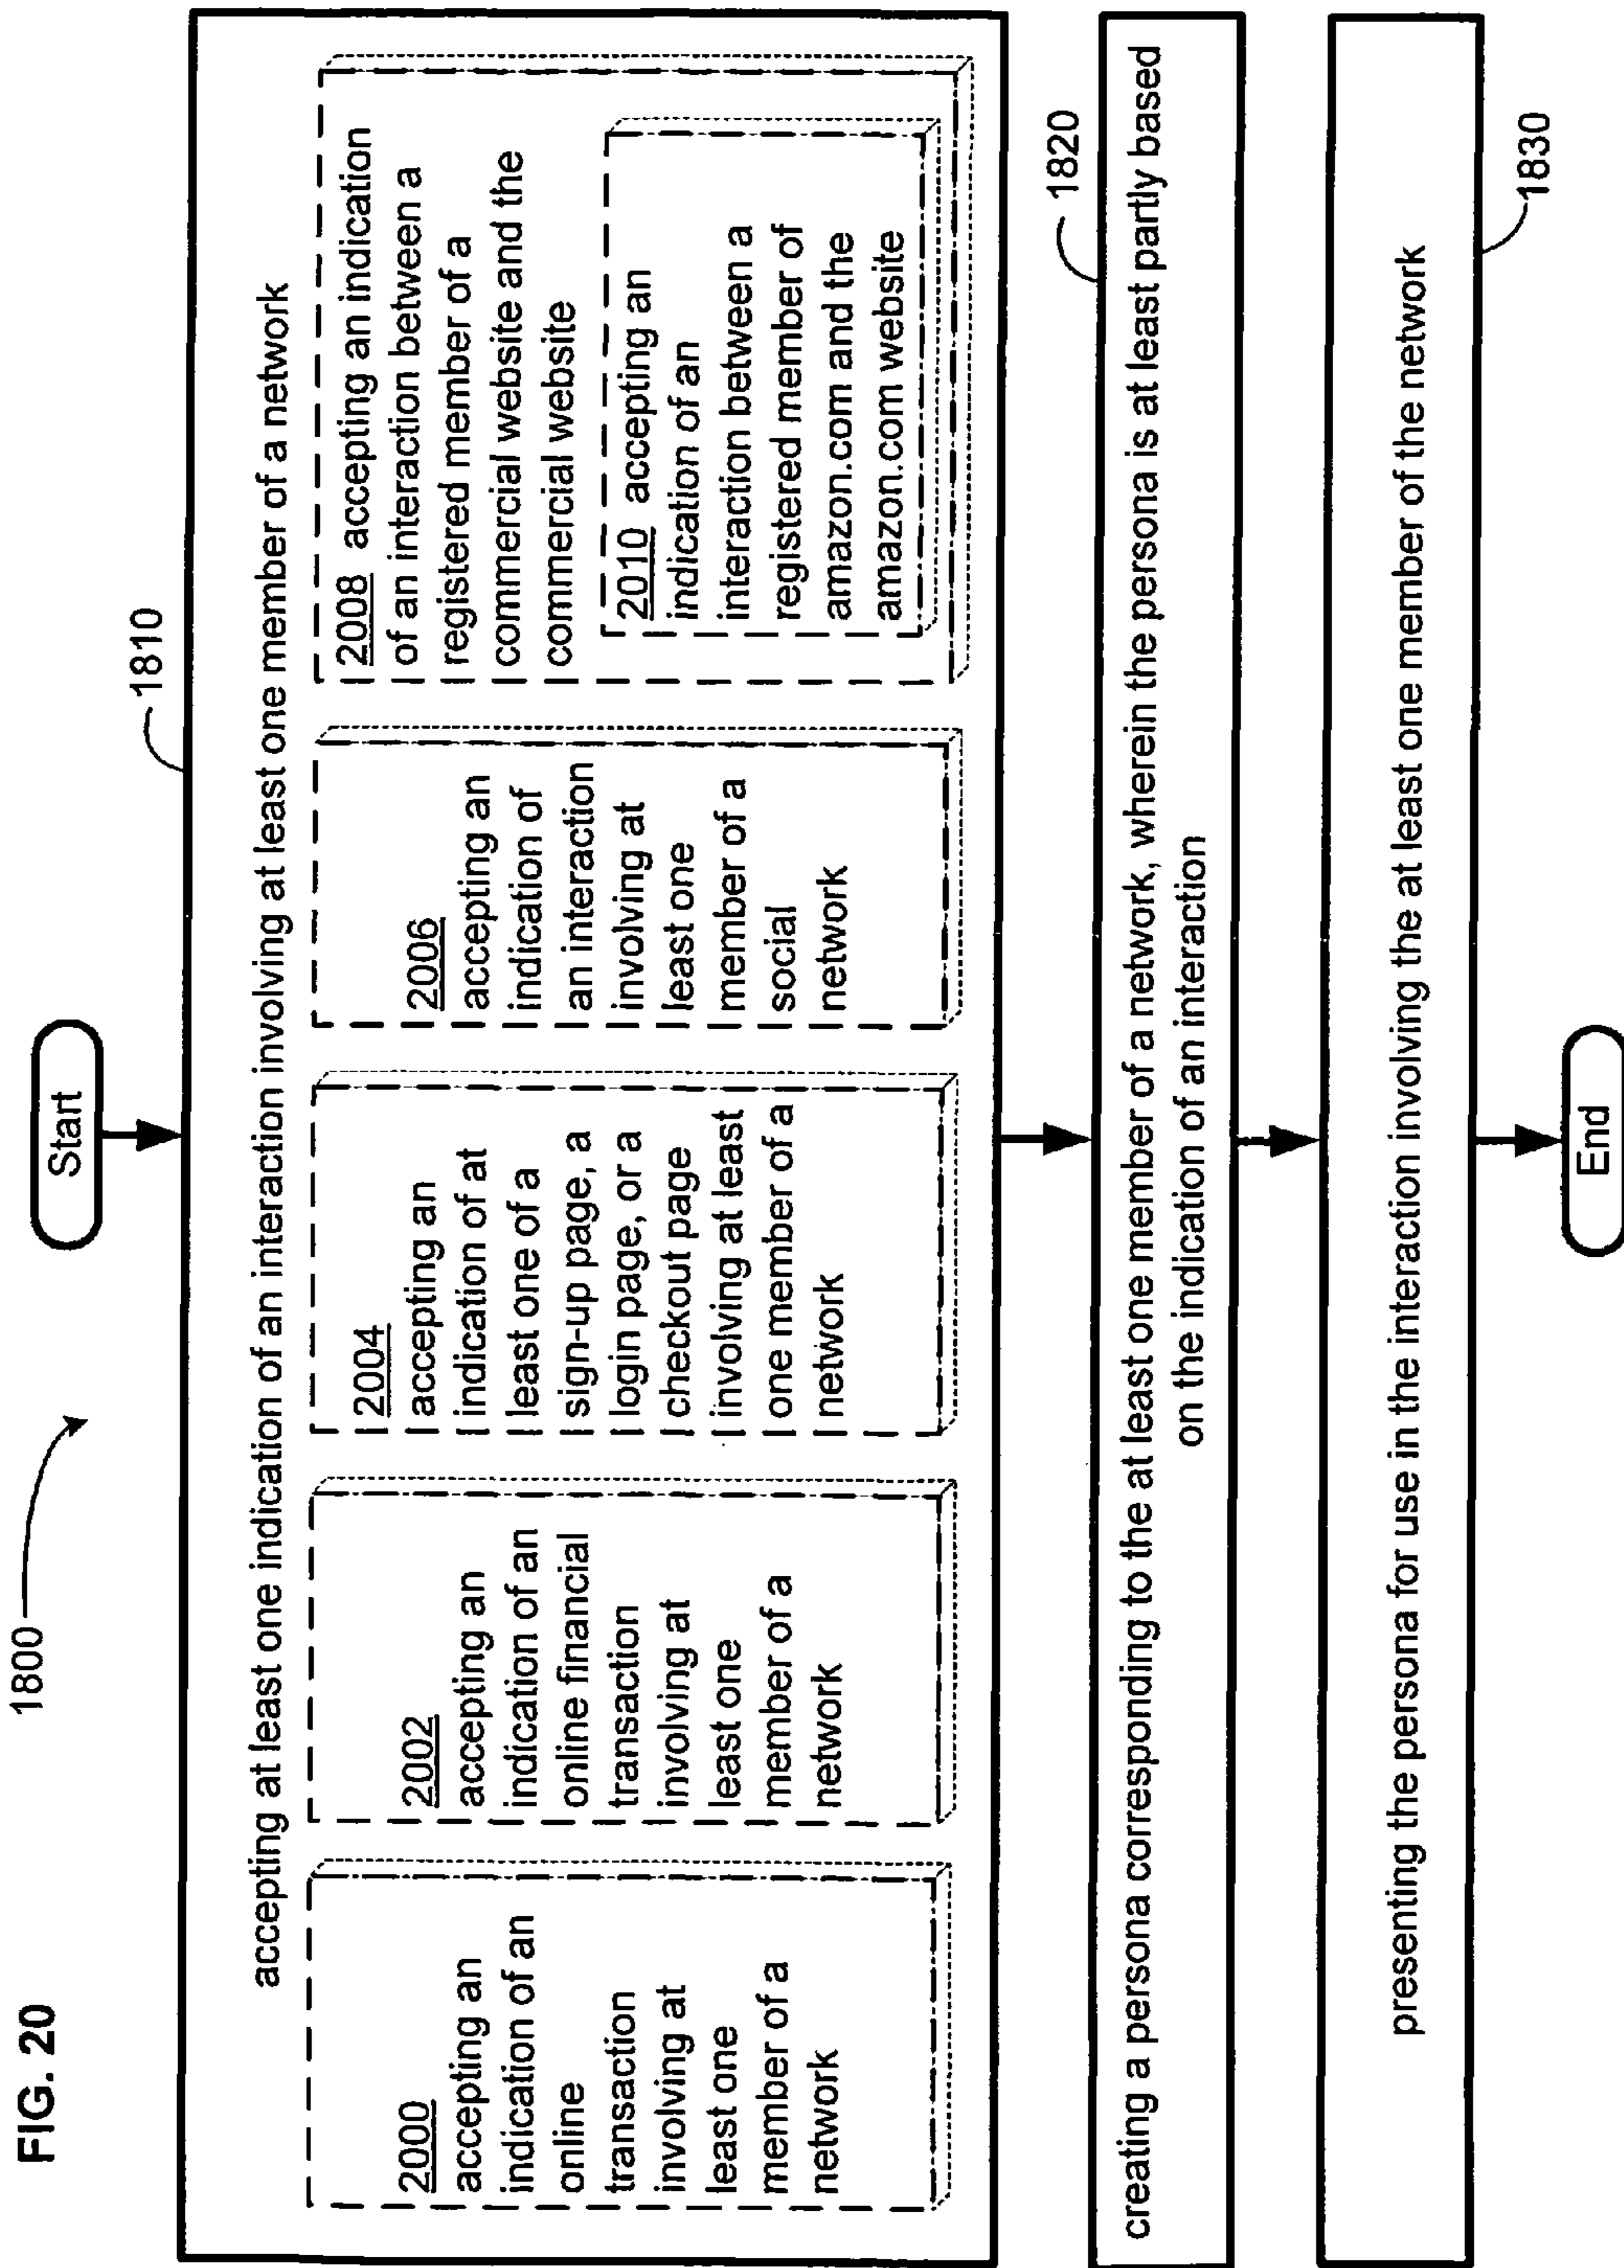 FIG. 20
1800
Start
1810
accepting at least one indication of an interaction involving at least one member of a network
2000
accepting an
indication of an
online
transaction
involving at
least one
member of a
network
2002
accepting an
indication of an
online financial
transaction
involving at
least one
member of a
network
2004
accepting an
indication of at
least one of a
sign-up page, a
login page, or a
checkout page
involving at least
one member of a
network
2006
accepting an
indication of
an interaction
involving at
least one
member of a
social
network
2008 accepting an indication
of an interaction between a
registered member of a
commercial website and the
commercial website
2010 accepting an
indication of an
interaction between a
registered member of
amazon.com and the
amazon.com website
1820
creating a persona corresponding to the at least one member of a network, wherein the persona is at least partly based
on the indication of an interaction
1830
presenting the persona for use in the interaction involving the at least one member of the network
End